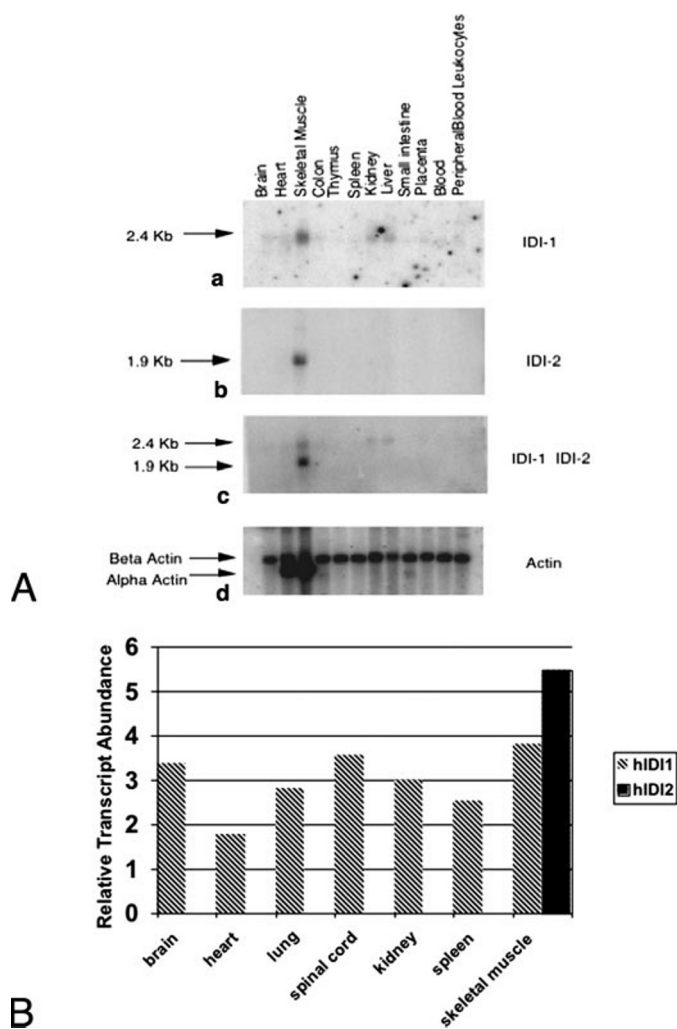 Brain
Heart
Skeletal Muscle
Colon
Thymus
Spleen
Kidney
Liver
Small intestine
Placenta
Blood
PeripheralBlood Leukocytes
2.4 Kb
IDI-1
a
1.9 Kb
IDI-2
b
2.4 Kb
1.9 Kb
IDI-1 IDI-2
c
Beta Actin
Alpha Actin
Actin
d
A
Relative Transcript Abundance
6
5
4
3
2
1
0
hIDI1
hIDI2
brain
heart
lung
spinal cord
kidney
spleen
skeletal muscle
B